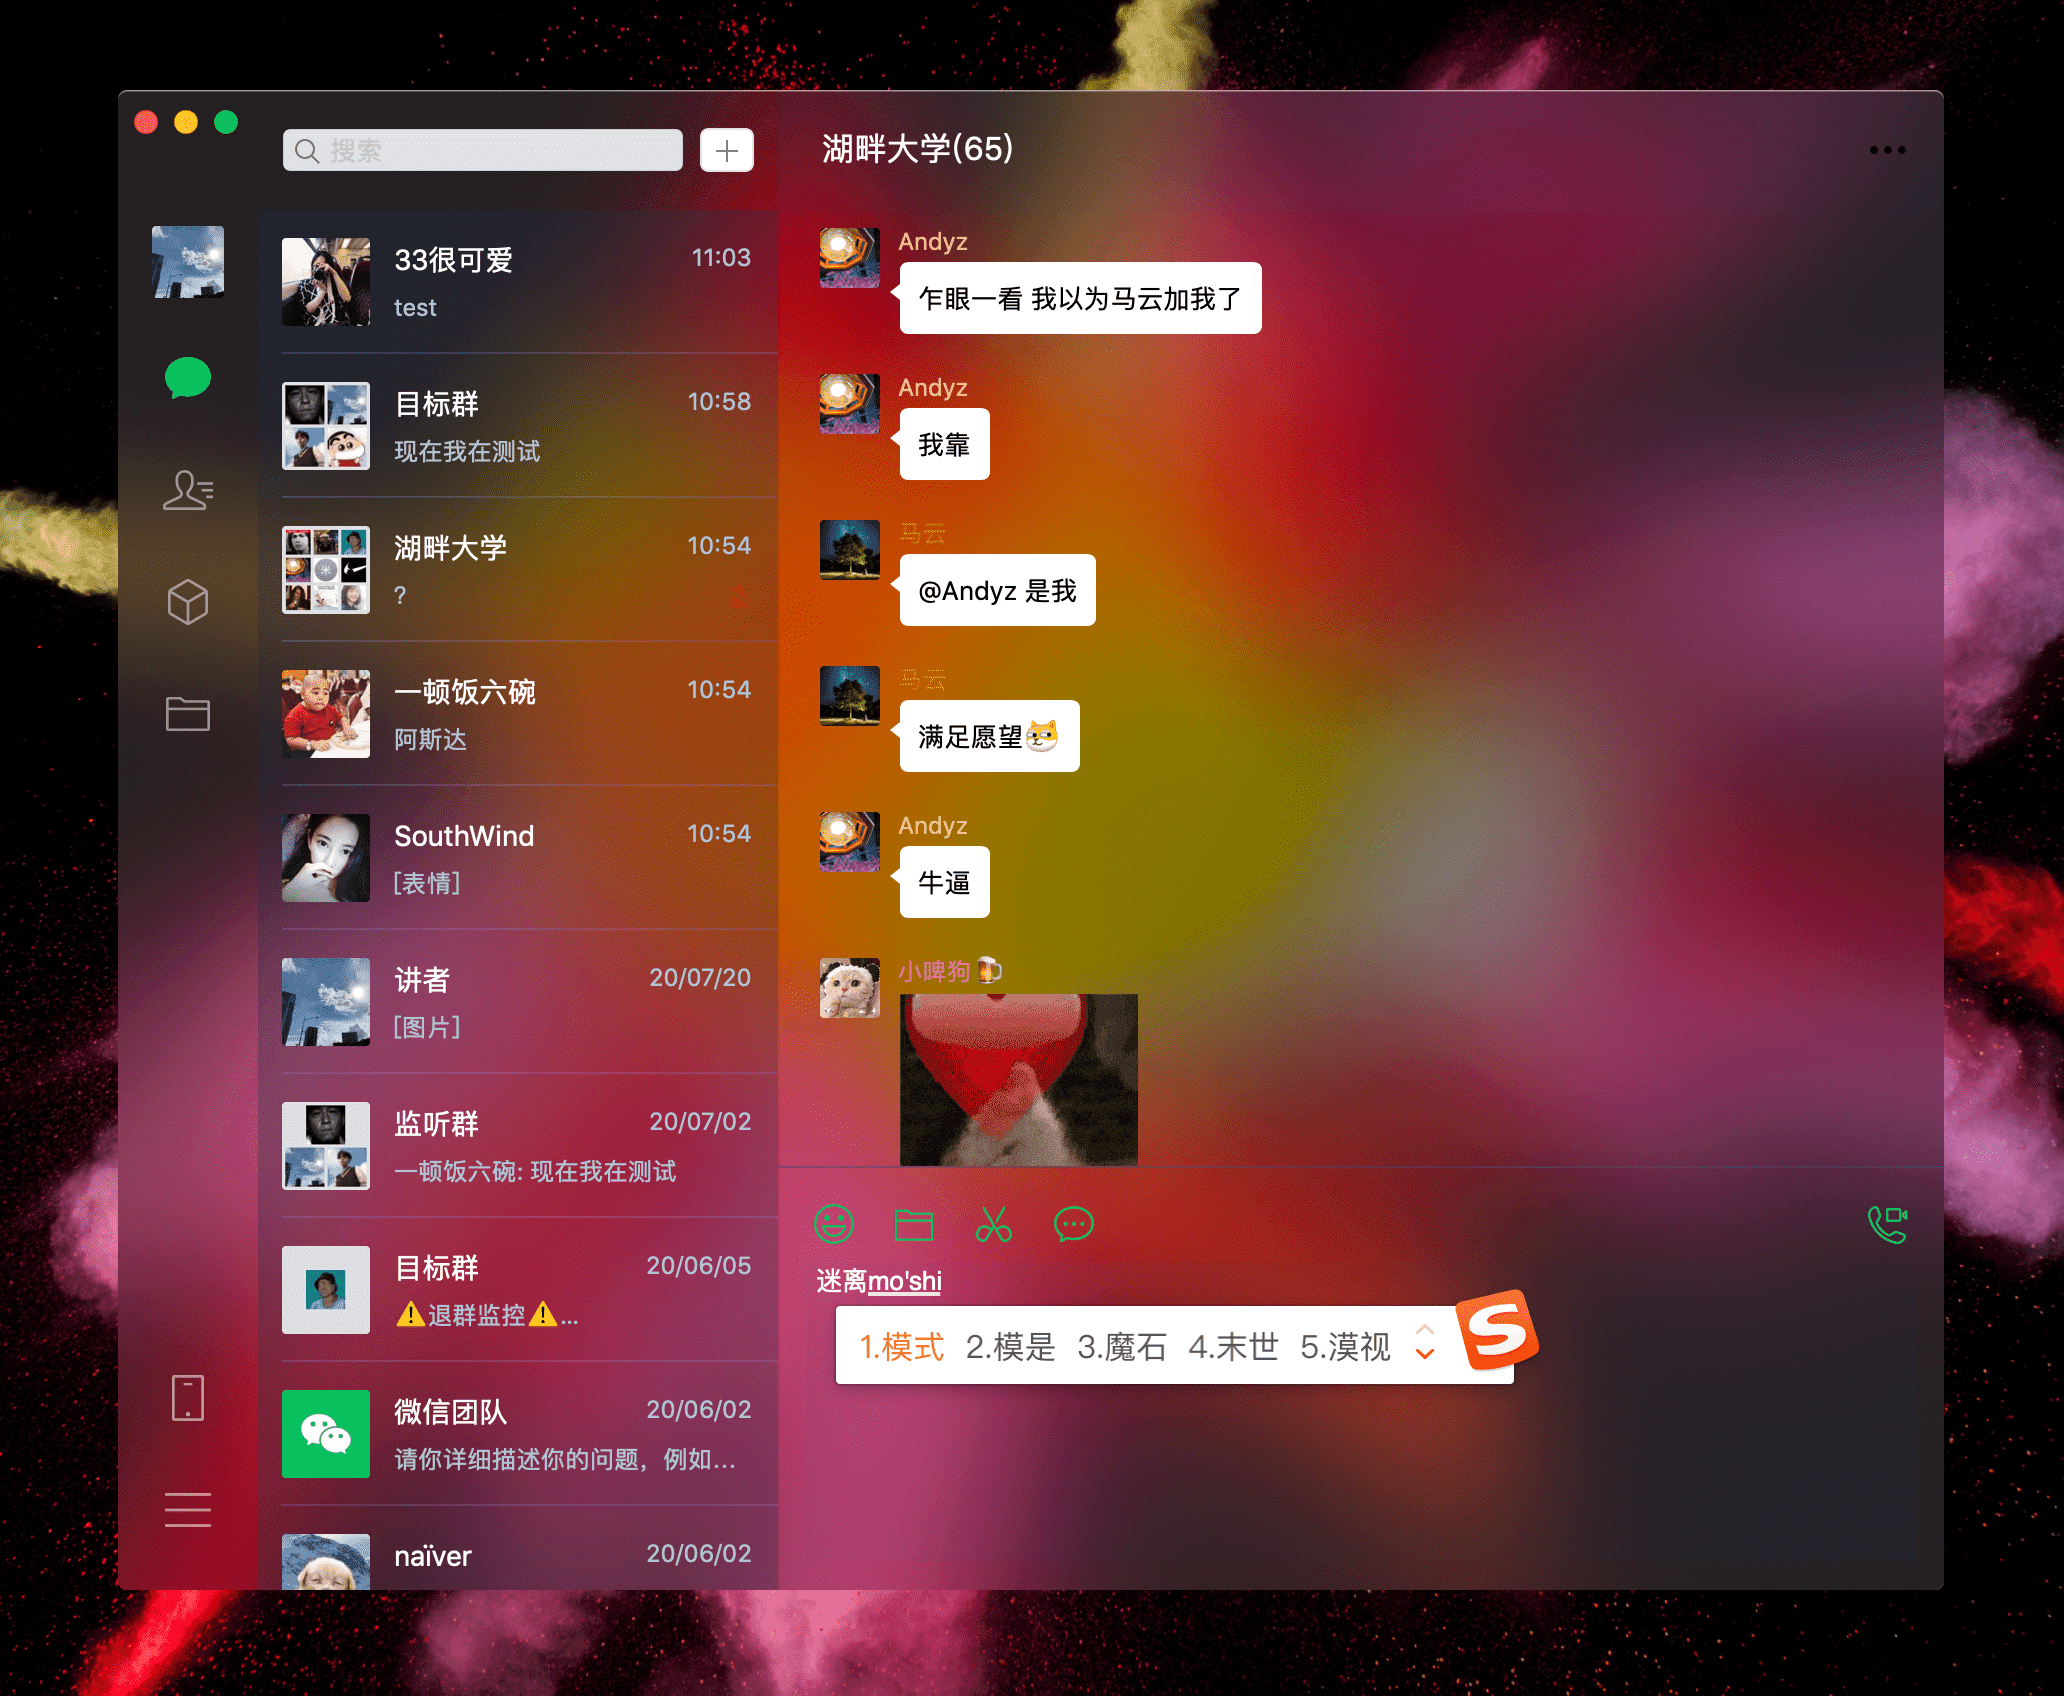 搜索
33很可爱 11:03
test
目标群 10:58
现在我在测试
湖畔大学 10:54
?
米
一顿饭六碗 10:54
阿斯达
SouthWind 10:54
[表情]
讲者 20/07/20
[图片]
监听群 20/07/02
一顿饭六碗: 现在我在测试
目标群 20/06/05
⚠️退群监控⚠️...
微信团队 20/06/02
请你详细描述你的问题，例如...
naïver 20/06/02
湖畔大学(65)
Andyz
乍眼一看 我以为马云加我了
Andyz
我靠
马云
@Andyz 是我
马云
满足愿望
Andyz
牛逼
小啤狗🍺
迷离mo'shi
1.模式 2.模是 3.魔石 4.末世 5.漠视
S